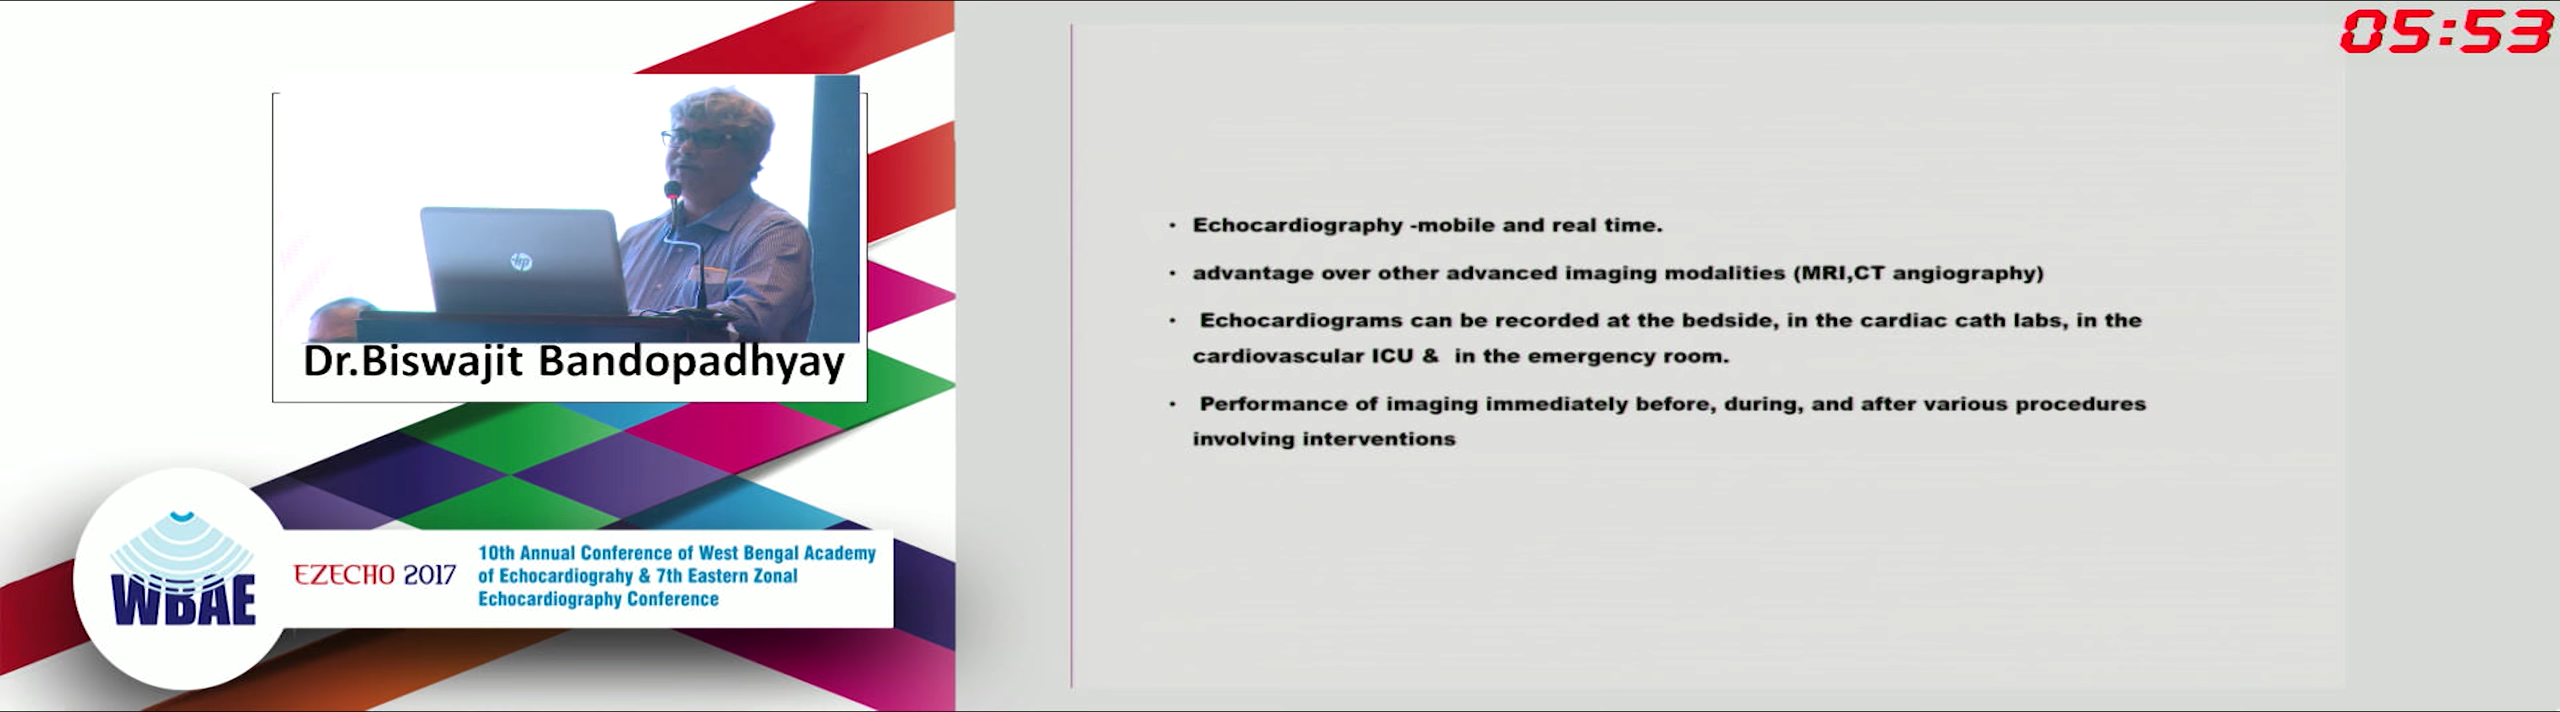 05:53
hp
Dr.Biswajit Bandopadhyay
WBAE
EZECHO 2017
10th Annual Conference of West Bengal Academy
of Echocardiograhy & 7th Eastern Zonal
Echocardiography Conference
• Echocardiography -mobile and real time.
• advantage over other advanced imaging modalities (MRI,CT angiography)
• Echocardiograms can be recorded at the bedside, in the cardiac cath labs, in the
cardiovascular ICU & in the emergency room.
• Performance of imaging immediately before, during, and after various procedures
involving interventions